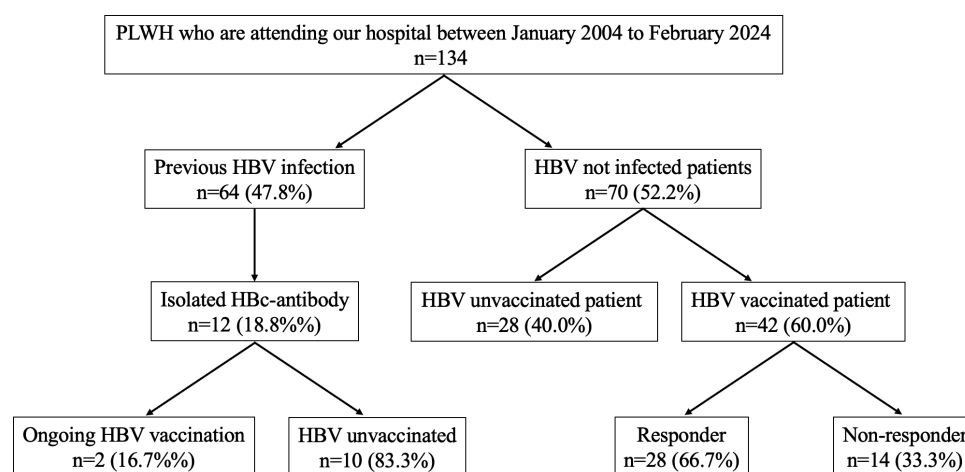 PLWH who are attending our hospital between January 2004 to February 2024
n=134
Previous HBV infection
n=64 (47.8%)
HBV not infected patients
n=70 (52.2%)
Isolated HBc-antibody
n=12 (18.8%%)
HBV unvaccinated patient
n=28 (40.0%)
HBV vaccinated patient
n=42 (60.0%)
Ongoing HBV vaccination
n=2 (16.7%%)
HBV unvaccinated
n=10 (83.3%)
Responder
n=28 (66.7%)
Non-responder
n=14 (33.3%)